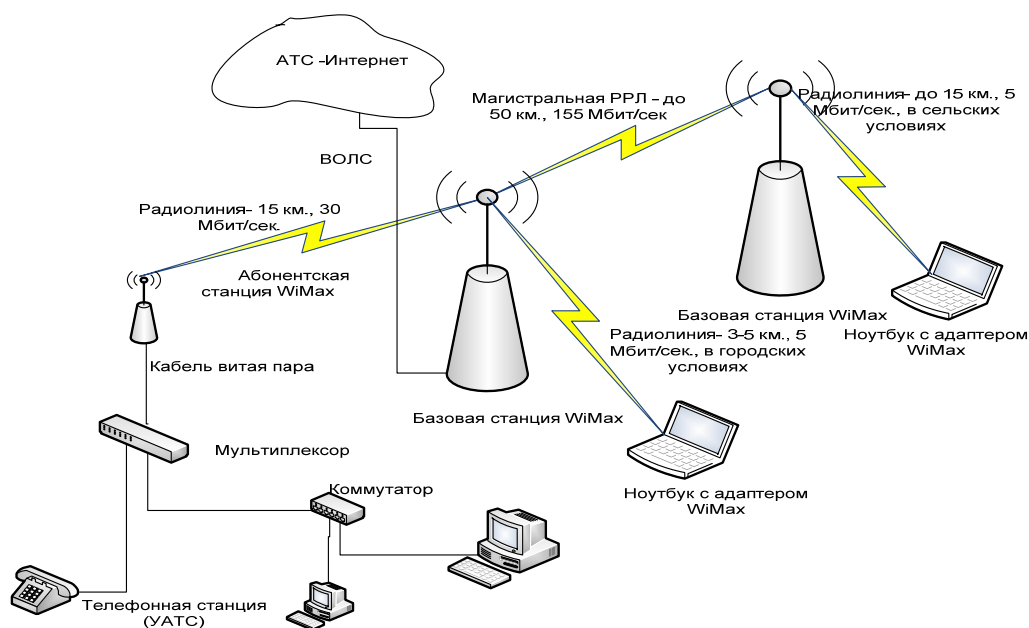 АТС -Интернет
Магистральная РРЛ – до
50 км., 155 Мбит/сек
Радиолиния- до 15 км., 5
Мбит/сек., в сельских
условиях
ВОЛС
Радиолиния- 15 км., 30
Мбит/сек.
Абонентская
станция WiMax
Базовая станция WiMax
Ноутбук с адаптером
WiMax
Радиолиния- 3-5 км., 5
Мбит/сек., в городских
условиях
Кабель витая пара
Базовая станция WiMax
Мультиплексор
Коммутатор
Ноутбук с адаптером
WiMax
Телефонная станция
(УАТС)